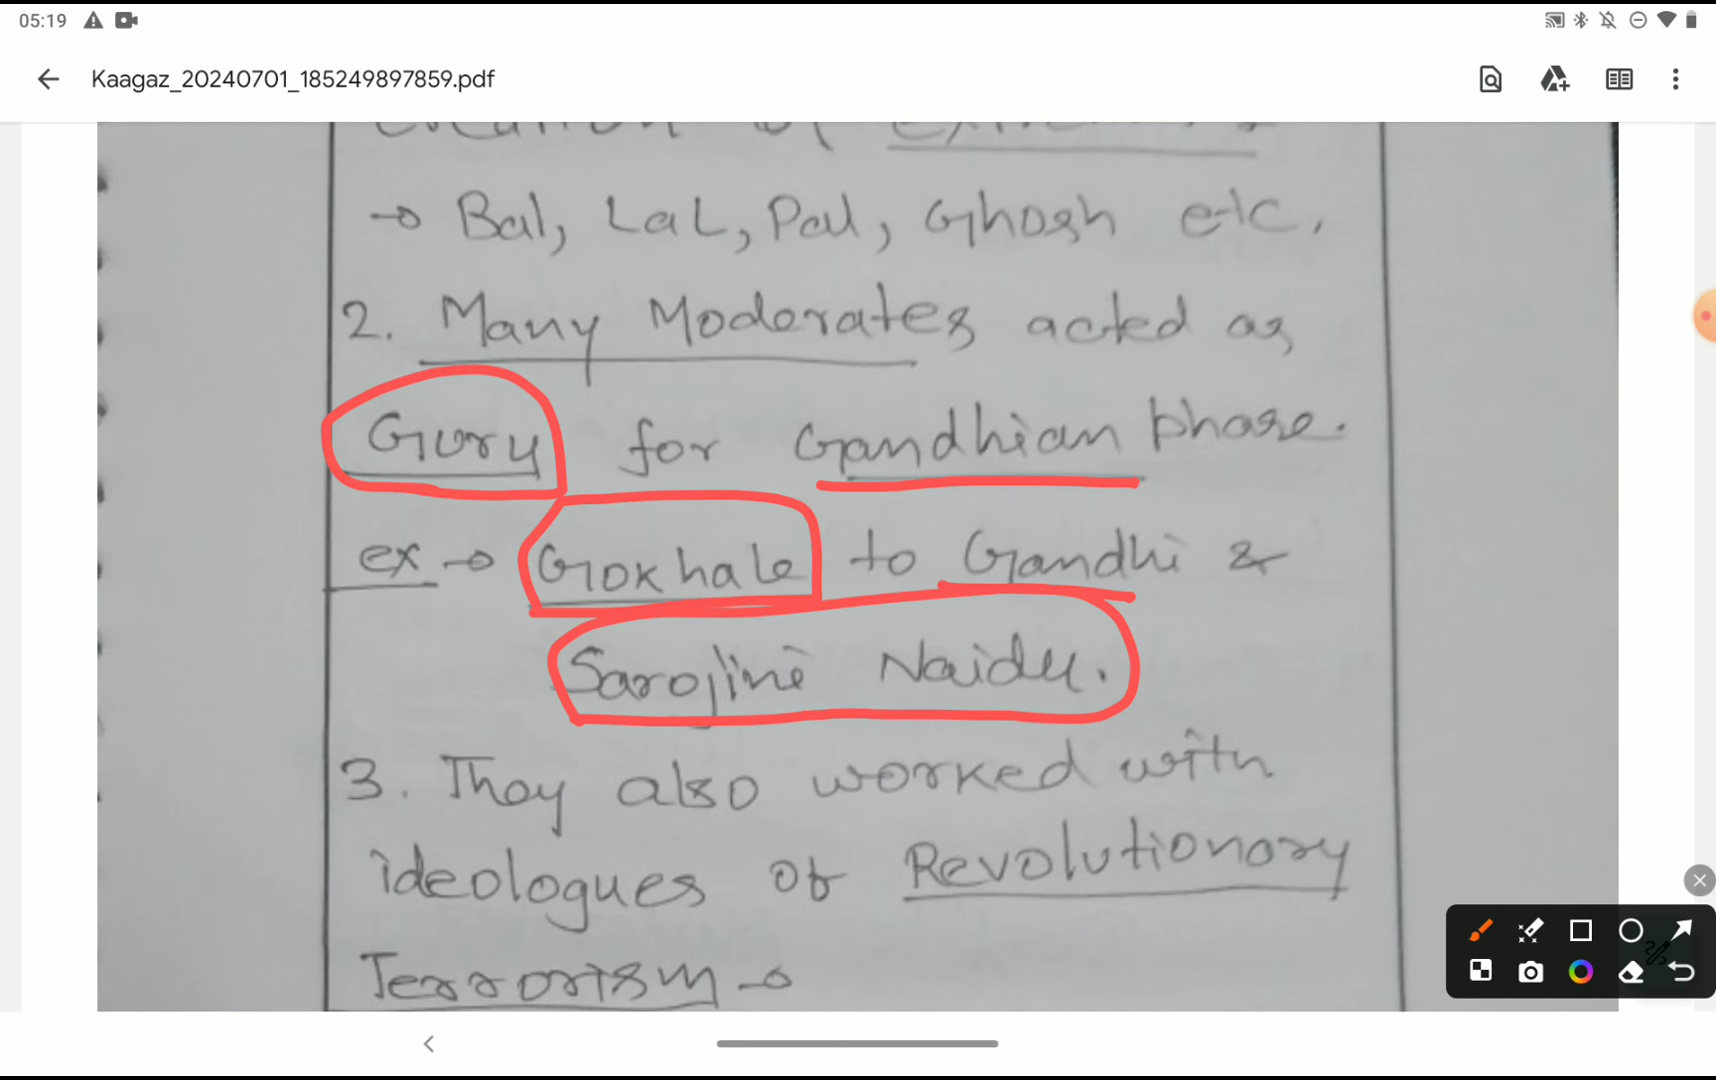 05:19
Kaagaz_20240701_185249897859.pdf
→ Bal, Lal, Pal, Ghosh etc.
2. Many Moderates acted as
Guru for Gandhian phase.
ex → Gokhale to Gandhi &
Sarojini Naidu.
3. They also worked with
ideologues of Revolutionary
Terrorism →